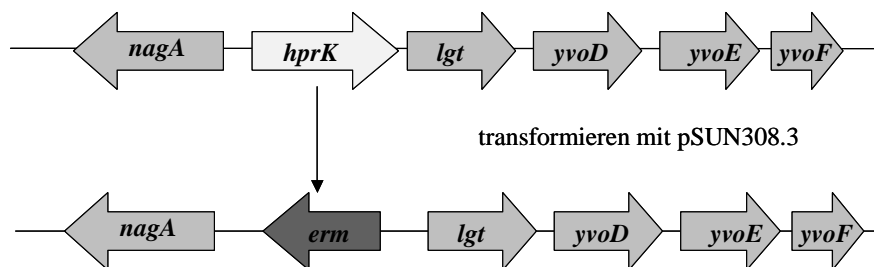 nagA hprK lgt yvoD yvoE yvoF
transformieren mit pSUN308.3
nagA erm lgt yvoD yvoE yvoF